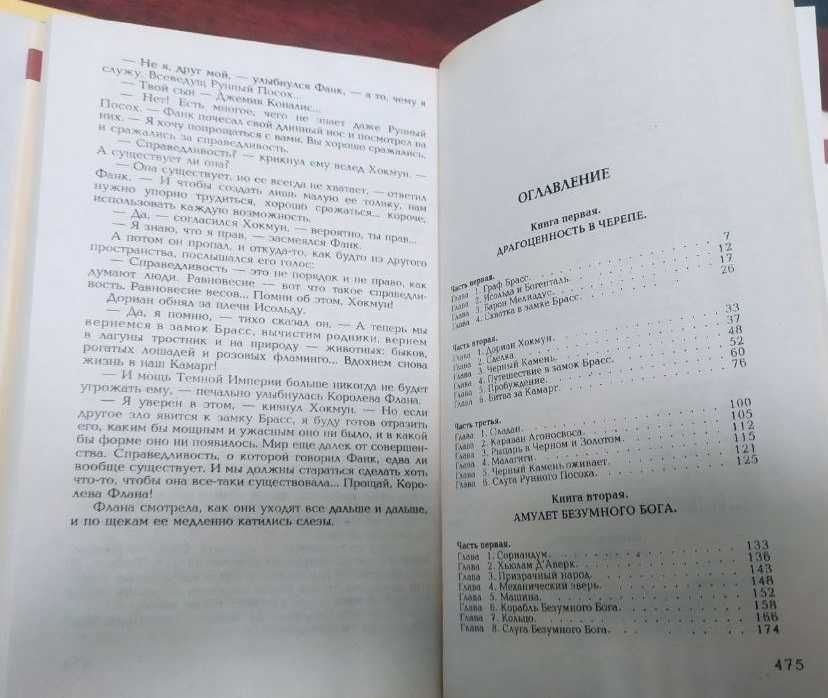 — Не я, друг мой, — улыбнулся Фанк, — а то, чему я
служу. Всеведущ Рунный Посох...
— Твой сын — Джемия Коналис...
— Нет! Есть многое, чего не знает даже Рунный
Посох. — Фанк почесал свой длинный нос и посмотрел на
них. — Я хочу попрощаться с вами. Вы хорошо сражались,
и сражались за справедливость.
— Справедливость? — крикнул ему вслед Хокмун. —
А существует ли она?
— Она существует, но ее всегда не хватает, — ответил
Фанк. — И чтобы создать лишь малую ее толику, нам
нужно упорно трудиться, хорошо сражаться... короче,
использовать каждую возможность.
— Да, — согласился Хокмун, — вероятно, ты прав...
— Я знаю, что я прав, — засмеялся Фанк.
А потом он пропал, и откуда-то, как будто из другого
пространства, послышался его голос:
— Справедливость — это не порядок и не право, как
думают люди. Равновесие — вот что такое справедли-
вость. Равновесие весов... Помни об этом, Хокмун!
Дориан обнял за плечи Исольду.
— Да, я помню, — тихо сказал он. — А теперь мы
вернемся в замок Брасс, вычистим родники, вернем
в лагуны тростник и на природу — животных: быков,
рогатых лошадей и розовых фламинго... Вдохнем снова
жизнь в наш Камарг!
— И мощь Темной Империи больше никогда не будет
угрожать ему, — печально улыбнулась Королева Флана.
— Я уверен в этом, — кивнул Хокмун. — Но если
другое зло явится к замку Брасс, я буду готов отразить
его, каким бы мощным и ужасным оно ни было, и в какой
бы форме оно ни появилось. Мир еще далек от совершен-
ства. Справедливость, о которой говорил Фанк, едва ли
вообще существует. И мы должны стараться сделать хоть
что-то, чтобы она все-таки существовала... Прощай, Коро-
лева Флана!
Флана смотрела, как они уходят все дальше и дальше,
и по щекам ее медленно катились слезы.
ОГЛАВЛЕНИЕ
Книга первая.
ДРАГОЦЕННОСТЬ В ЧЕРЕПЕ.
Часть первая.
Глава 1. Граф Брасс. 7
Глава 2. Исольда и Богенталь. 12
Глава 3. Барон Мелиадус. 17
Глава 4. Схватка в замке Брасс. 26
Часть вторая.
Глава 1. Дориан Хокмун. 33
Глава 2. Сделка. 37
Глава 3. Черный Камень. 48
Глава 4. Путешествие в замок Брасс. 52
Глава 5. Пробуждение. 60
Глава 6. Битва за Камарг. 76
Часть третья.
Глава 1. Оладан. 100
Глава 2. Караван Агоносвоса. 105
Глава 3. Рыцарь в Черном и Золотом. 112
Глава 4. Малагиги. 115
Глава 5. Черный Камень оживает. 121
Глава 6. Слуга Рунного Посоха. 125
Книга вторая.
АМУЛЕТ БЕЗУМНОГО БОГА.
Часть первая.
Глава 1. Сориандум. 133
Глава 2. Хьюлам Д'Аверк. 136
Глава 3. Призрачный народ. 143
Глава 4. Механический зверь. 148
Глава 5. Машина. 152
Глава 6. Корабль Безумного Бога. 158
Глава 7. Кольцо. 166
Глава 8. Слуга Безумного Бога. 174
475